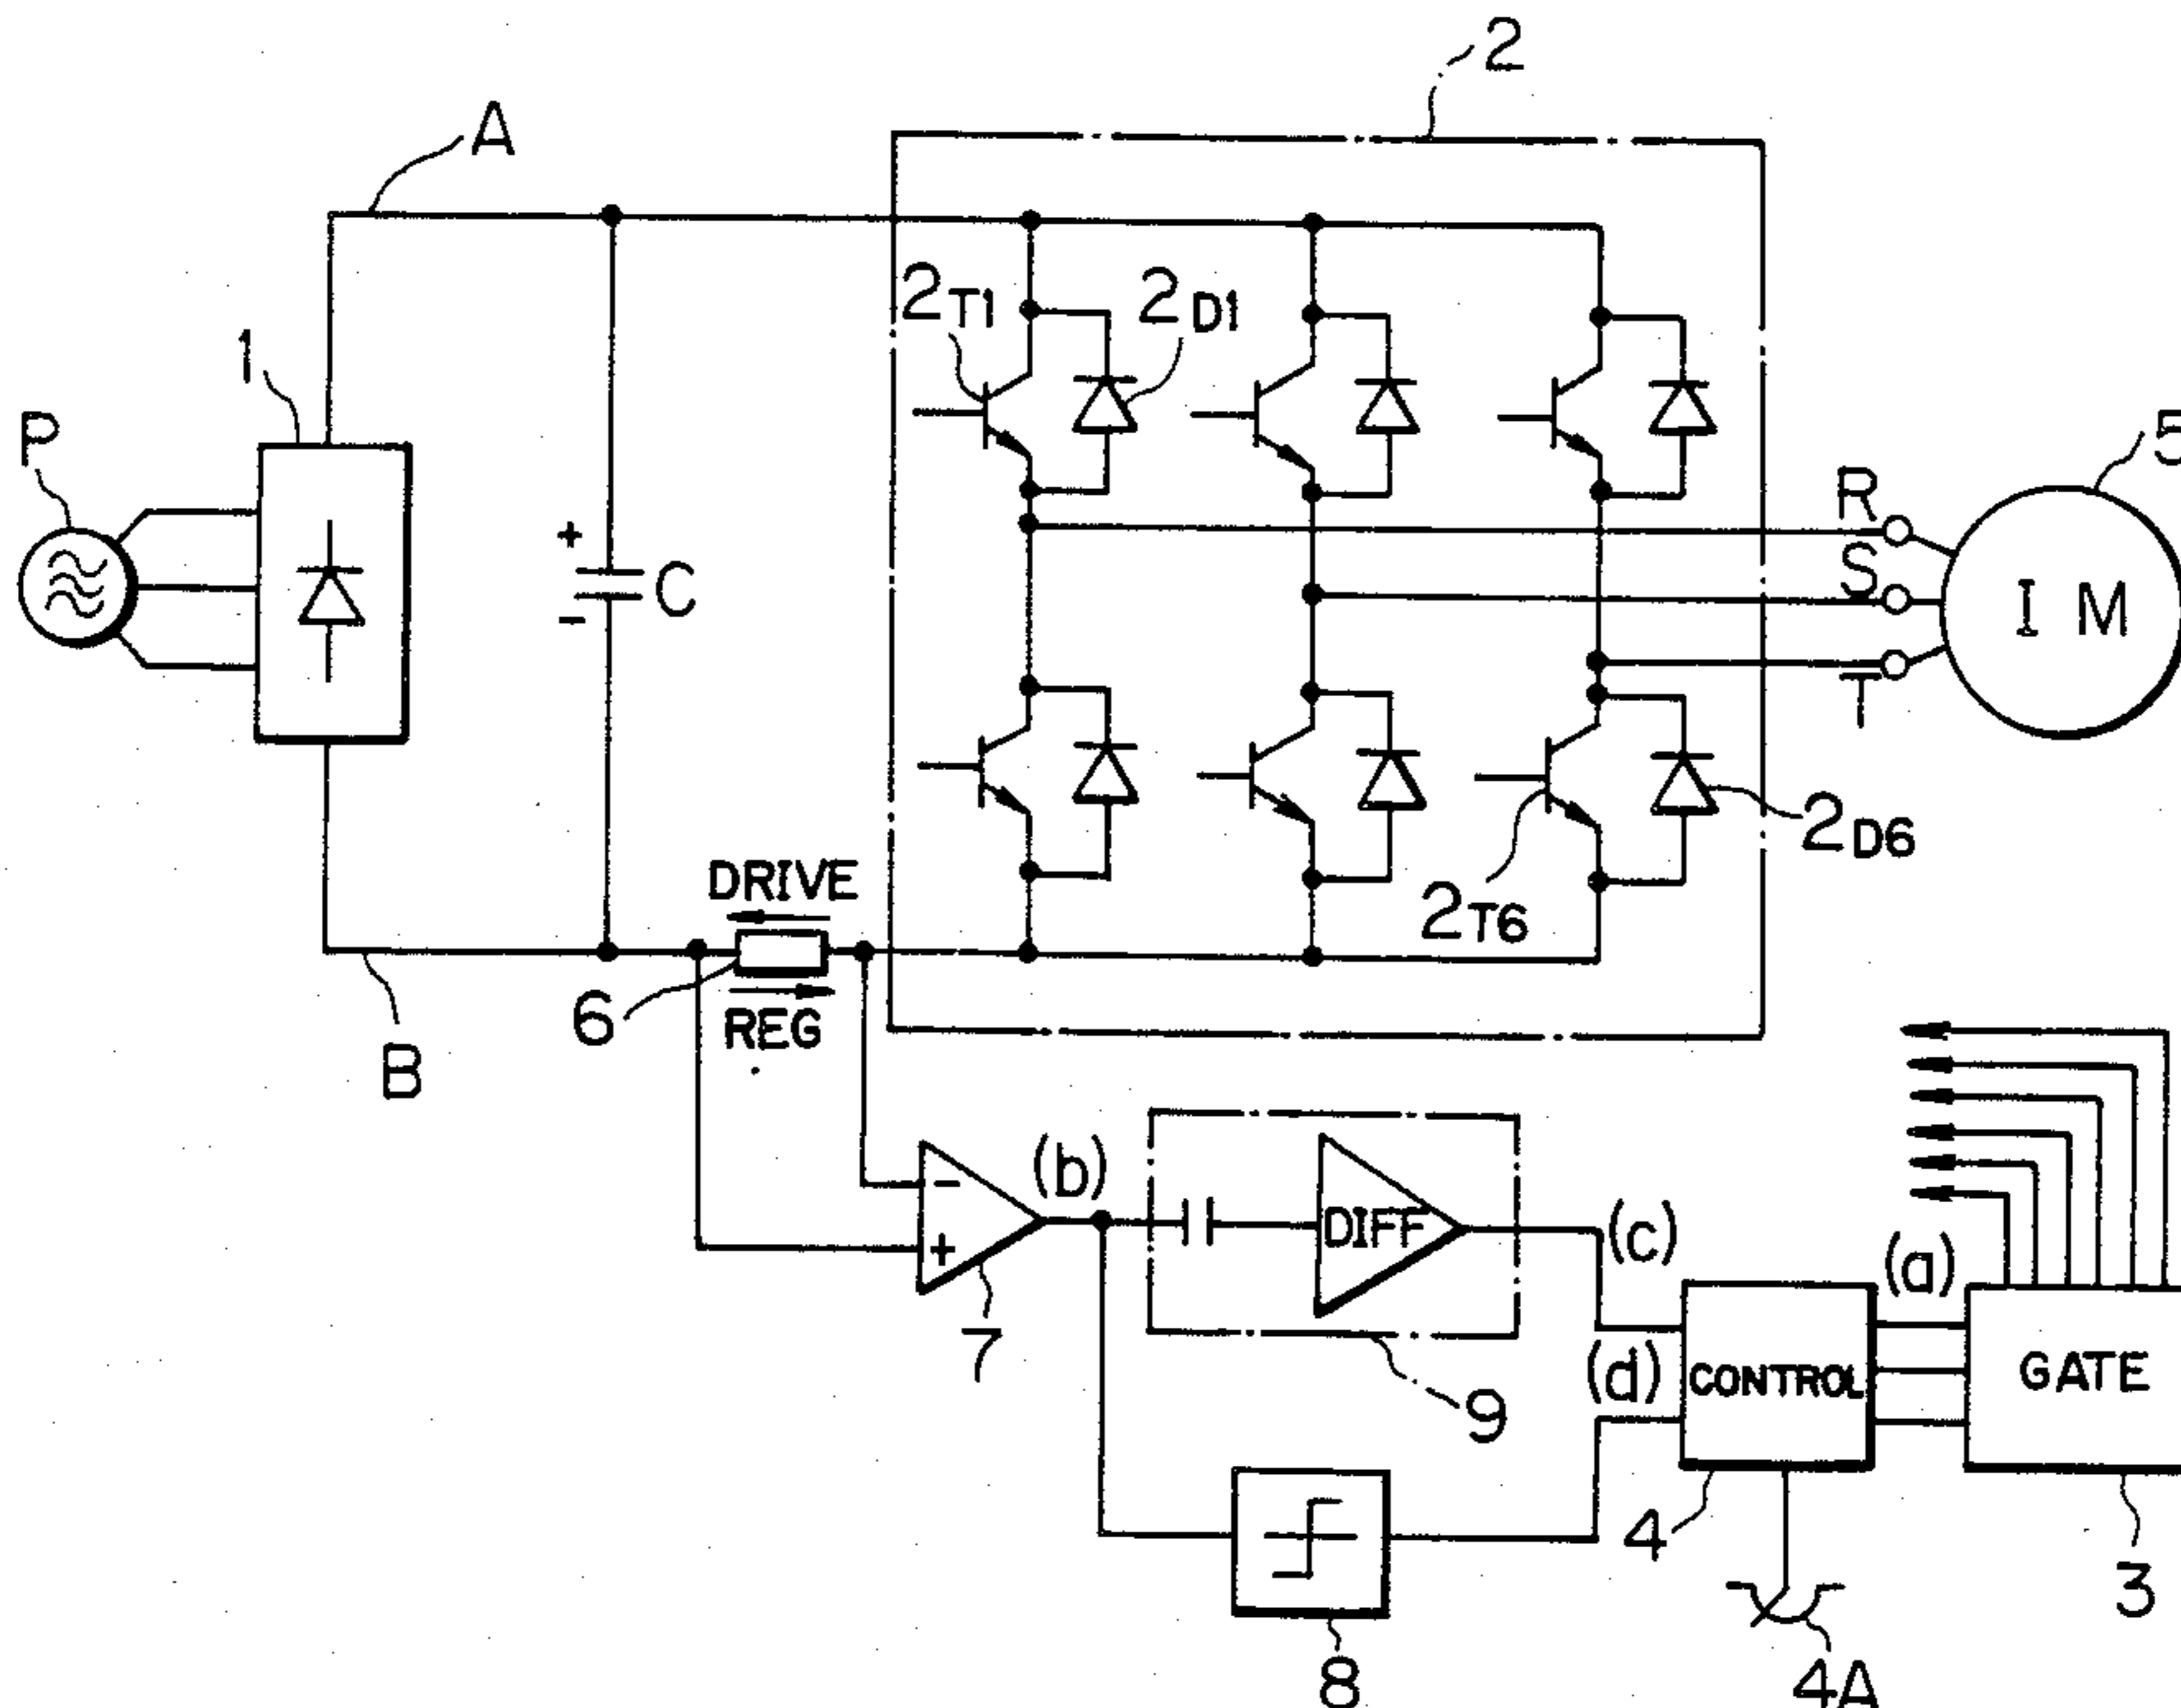 2
A
2T1
2D1
1
P
5
R
S
+
C
-
I M
T
DRIVE
2D6
2T6
6
REG
B
(b)
-
DIFF
(c)
(a)
+
7
(d)
CONTROL
GATE
9
4
3
8
4A